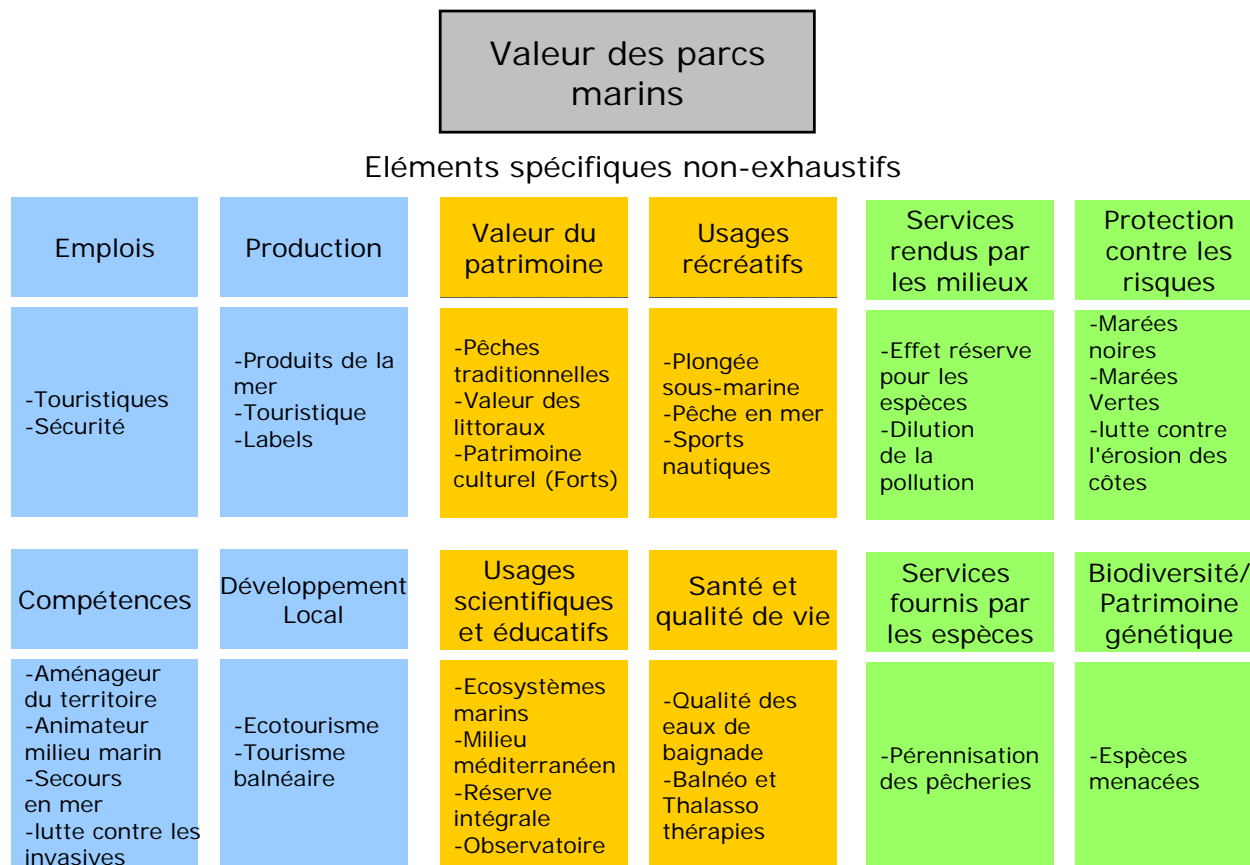 Valeur des parcs
marins
Eléments spécifiques non-exhaustifs
Emplois
-Touristiques
-Sécurité
Production
-Produits de la
mer
-Touristique
-Labels
Valeur du
patrimoine
-Pêches
traditionnelles
-Valeur des
littoraux
-Patrimoine
culturel (Forts)
Usages
récréatifs
-Plongée
sous-marine
-Pêche en mer
-Sports
nautiques
Services
rendus par
les milieux
-Effet réserve
pour les
espèces
-Dilution
de la
pollution
Protection
contre les
risques
-Marées
noires
-Marées
Vertes
-lutte contre
l'érosion des
côtes
Compétences
-Aménageur
du territoire
-Animateur
milieu marin
-Secours
en mer
-lutte contre les
invasives
Développement
Local
-Ecotourisme
-Tourisme
balnéaire
Usages
scientifiques
et éducatifs
-Ecosystèmes
marins
-Milieu
méditerranéen
-Réserve
intégrale
-Observatoire
Santé et
qualité de vie
-Qualité des
eaux de
baignade
-Balnéo et
Thalasso
thérapies
Services
fournis par
les espèces
-Pérennisation
des pêcheries
Biodiversité/
Patrimoine
génétique
-Espèces
menacées